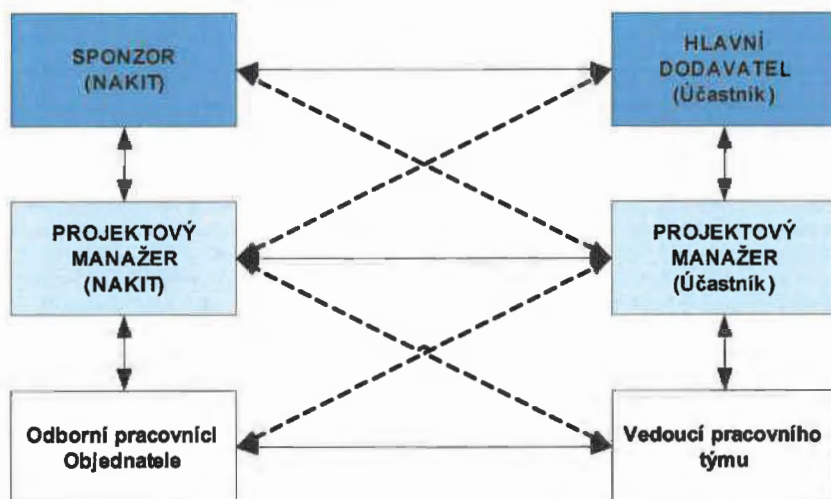 SPONZOR
(NAKIT)
HLAVNÍ
DODAVATEL
(Účastník)
PROJEKTOVÝ
MANAŽER
(NAKIT)
PROJEKTOVÝ
MANAŽER
(Účastník)
Odborní pracovníci
Objednatele
Vedoucí pracovního
týmu